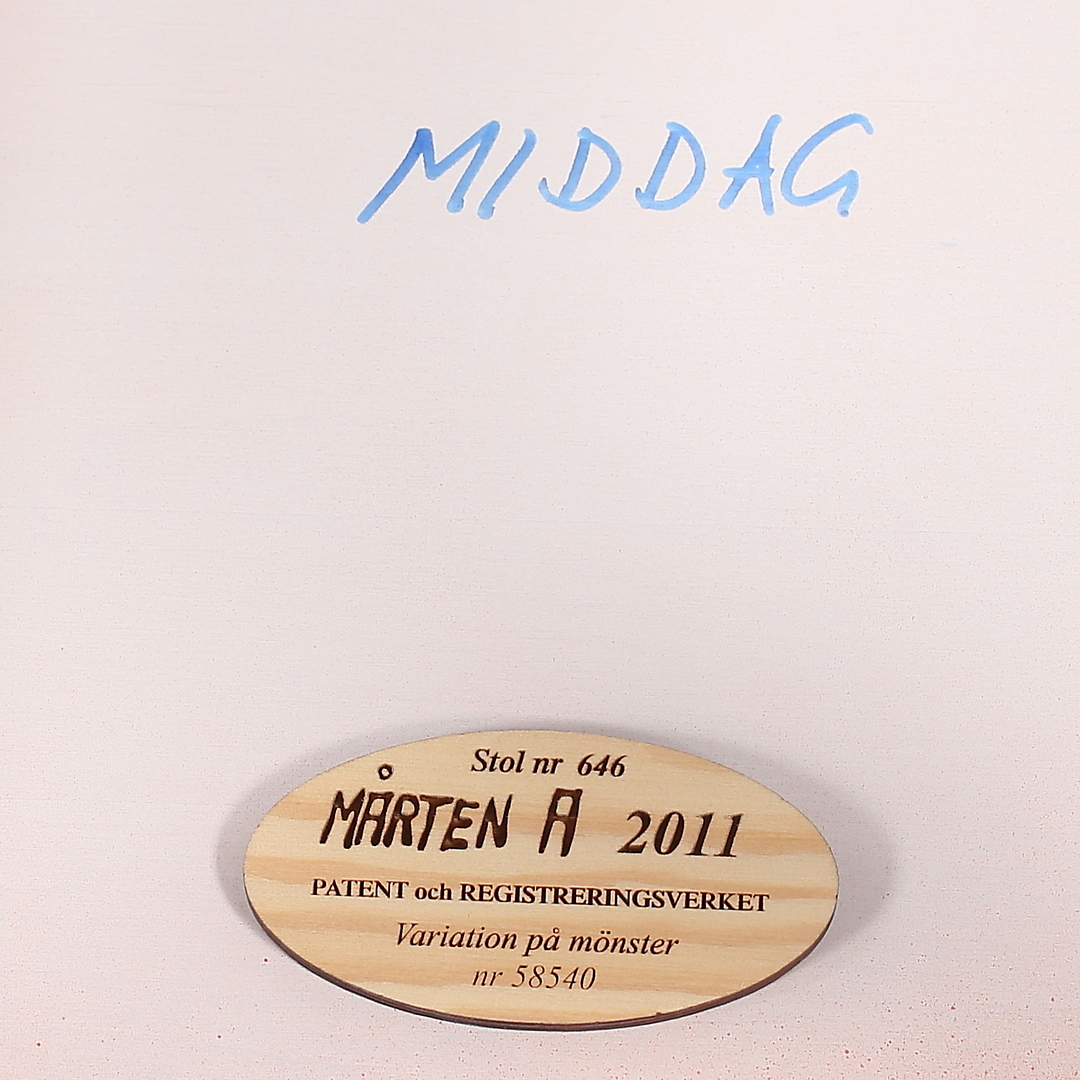 MIDDAG
Stol nr 646
MÅRTEN A 2011
PATENT och REGISTRERINGSVERKET
Variation på mönster
nr 58540